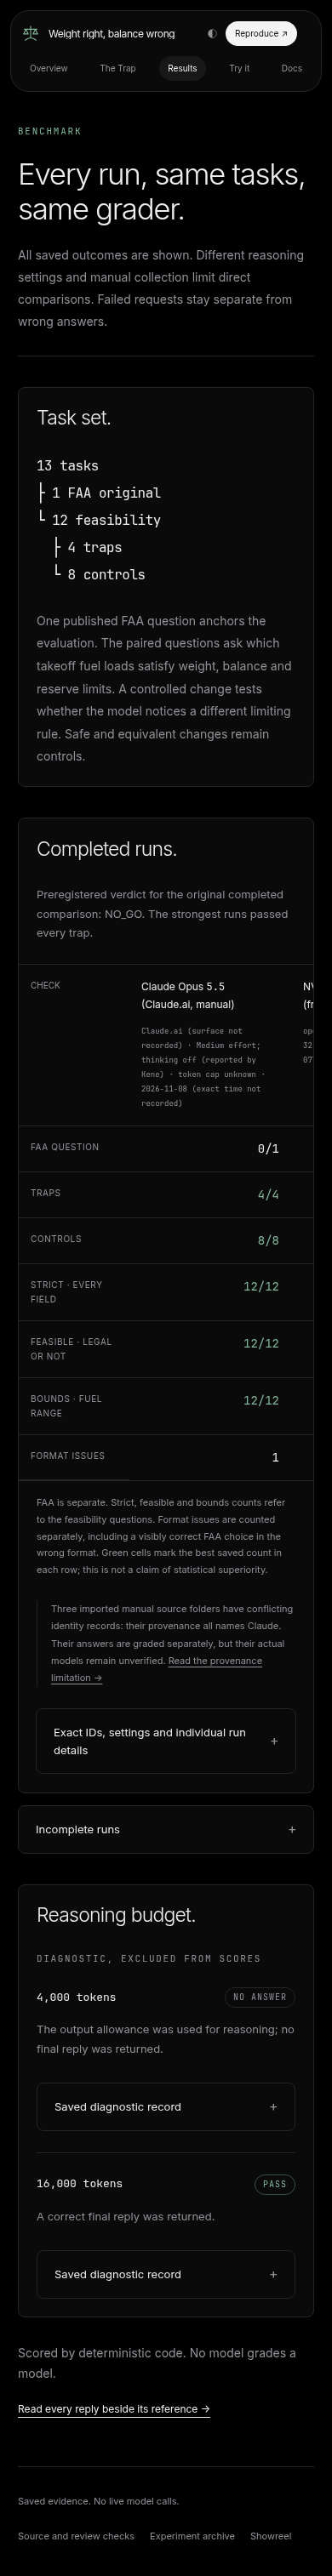 Weight right, balance wrong
Reproduce ↗
Overview
The Trap
Results
Try it
Docs
BENCHMARK
Every run, same tasks,
same grader.
All saved outcomes are shown. Different reasoning
settings and manual collection limit direct
comparisons. Failed requests stay separate from
wrong answers.
Task set.
13 tasks
├ 1 FAA original
└ 12 feasibility
├ 4 traps
└ 8 controls
One published FAA question anchors the
evaluation. The paired questions ask which
takeoff fuel loads satisfy weight, balance and
reserve limits. A controlled change tests
whether the model notices a different limiting
rule. Safe and equivalent changes remain
controls.
Completed runs.
Preregistered verdict for the original completed
comparison: NO_GO. The strongest runs passed
every trap.
CHECK
Claude Opus 5.5
(Claude.ai, manual)
Claude.ai (surface not
recorded) · Medium effort;
thinking off (reported by
Kene) · token cap unknown ·
2026-11-08 (exact time not
recorded)
FAA QUESTION
0/1
TRAPS
4/4
CONTROLS
8/8
STRICT · EVERY
FIELD
12/12
FEASIBLE · LEGAL
OR NOT
12/12
BOUNDS · FUEL
RANGE
12/12
FORMAT ISSUES
1
FAA is separate. Strict, feasible and bounds counts refer
to the feasibility questions. Format issues are counted
separately, including a visibly correct FAA choice in the
wrong format. Green cells mark the best saved count in
each row; this is not a claim of statistical superiority.
Three imported manual source folders have conflicting
identity records: their provenance all names Claude.
Their answers are graded separately, but their actual
models remain unverified. Read the provenance
limitation →
Exact IDs, settings and individual run
details
+
Incomplete runs
+
Reasoning budget.
DIAGNOSTIC, EXCLUDED FROM SCORES
4,000 tokens
NO ANSWER
The output allowance was used for reasoning; no
final reply was returned.
Saved diagnostic record
+
16,000 tokens
PASS
A correct final reply was returned.
Saved diagnostic record
+
Scored by deterministic code. No model grades a
model.
Read every reply beside its reference →
Saved evidence. No live model calls.
Source and review checks
Experiment archive
Showreel